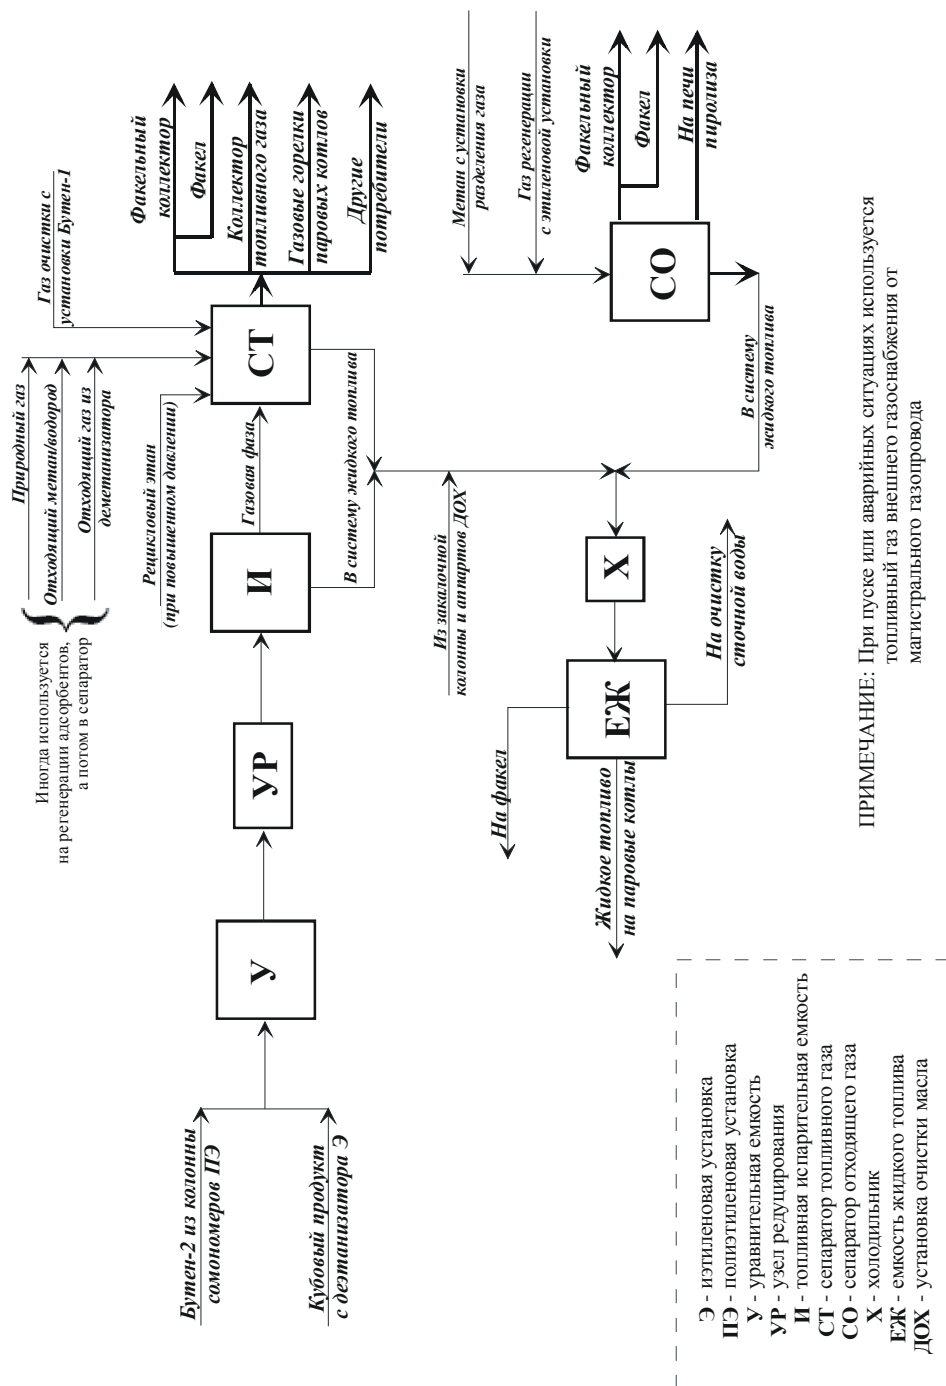 Природный газ
Отходящий метан/водород
Отходящий газ из
деметанизатора
Газ очистки с
установки Бутен-1
Иногда используется
на регенерации адсорбентов,
а потом в сепаратор
Рецикловый этан
(при повышенном давлении)
Факельный
коллектор
Факел
Коллектор
топливного газа
Газовые горелки
паровых котлов
Другие
потребители
Бутен-2 из колонны
сомономеров ПЭ
Кубовый продукт
с деэтанизатора Э
У
УР
И
Газовая фаза
СТ
В систему жидкого топлива
Из закалочной
колонны и аппартов ДОХ
Метан с установки
разделения газа
Газ регенерации
с этиленовой установки
Факельный
коллектор
Факел
На печи
пиролиза
СО
В систему
жидкого топлива
Х
ЕЖ
На факел
Жидкое топливо
на паровые котлы
На очистку
сточной воды
Э - иэтиленовая установка
ПЭ - полиэтиленовая установка
У - уравнительная емкость
УР - узел редуцирования
И - топливная испарительная емкость
СТ - сепаратор топливного газа
СО - сепаратор отходящего газа
Х - холодильник
ЕЖ - емкость жидкого топлива
ДОХ - установка очистки масла
ПРИМЕЧАНИЕ: При пуске или аварийных ситуациях используется
топливный газ внешнего газоснабжения от
магистрального газопровода